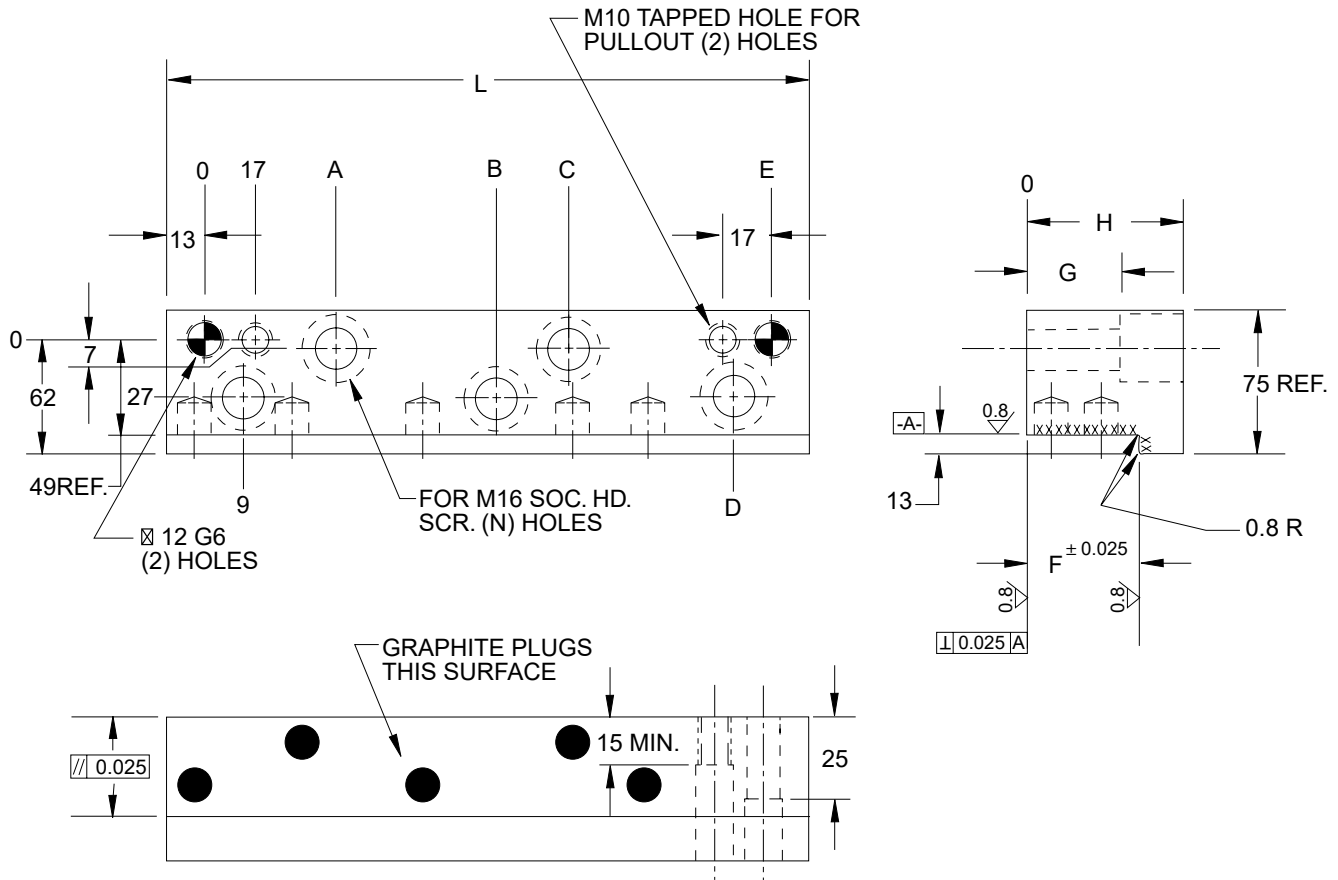 M10 TAPPED HOLE FOR
PULLOUT (2) HOLES
L
0 17 A B C E
13
17
0
7
62
27
49REF.
9
D
FOR M16 SOC. HD.
SCR. (N) HOLES
12 G6
(2) HOLES
0
H
G
75 REF.
-A-
0.8
13
0.8 R
F ± 0.025
0.8
0.8
⊥ 0.025 A
GRAPHITE PLUGS
THIS SURFACE
// 0.025
15 MIN.
25